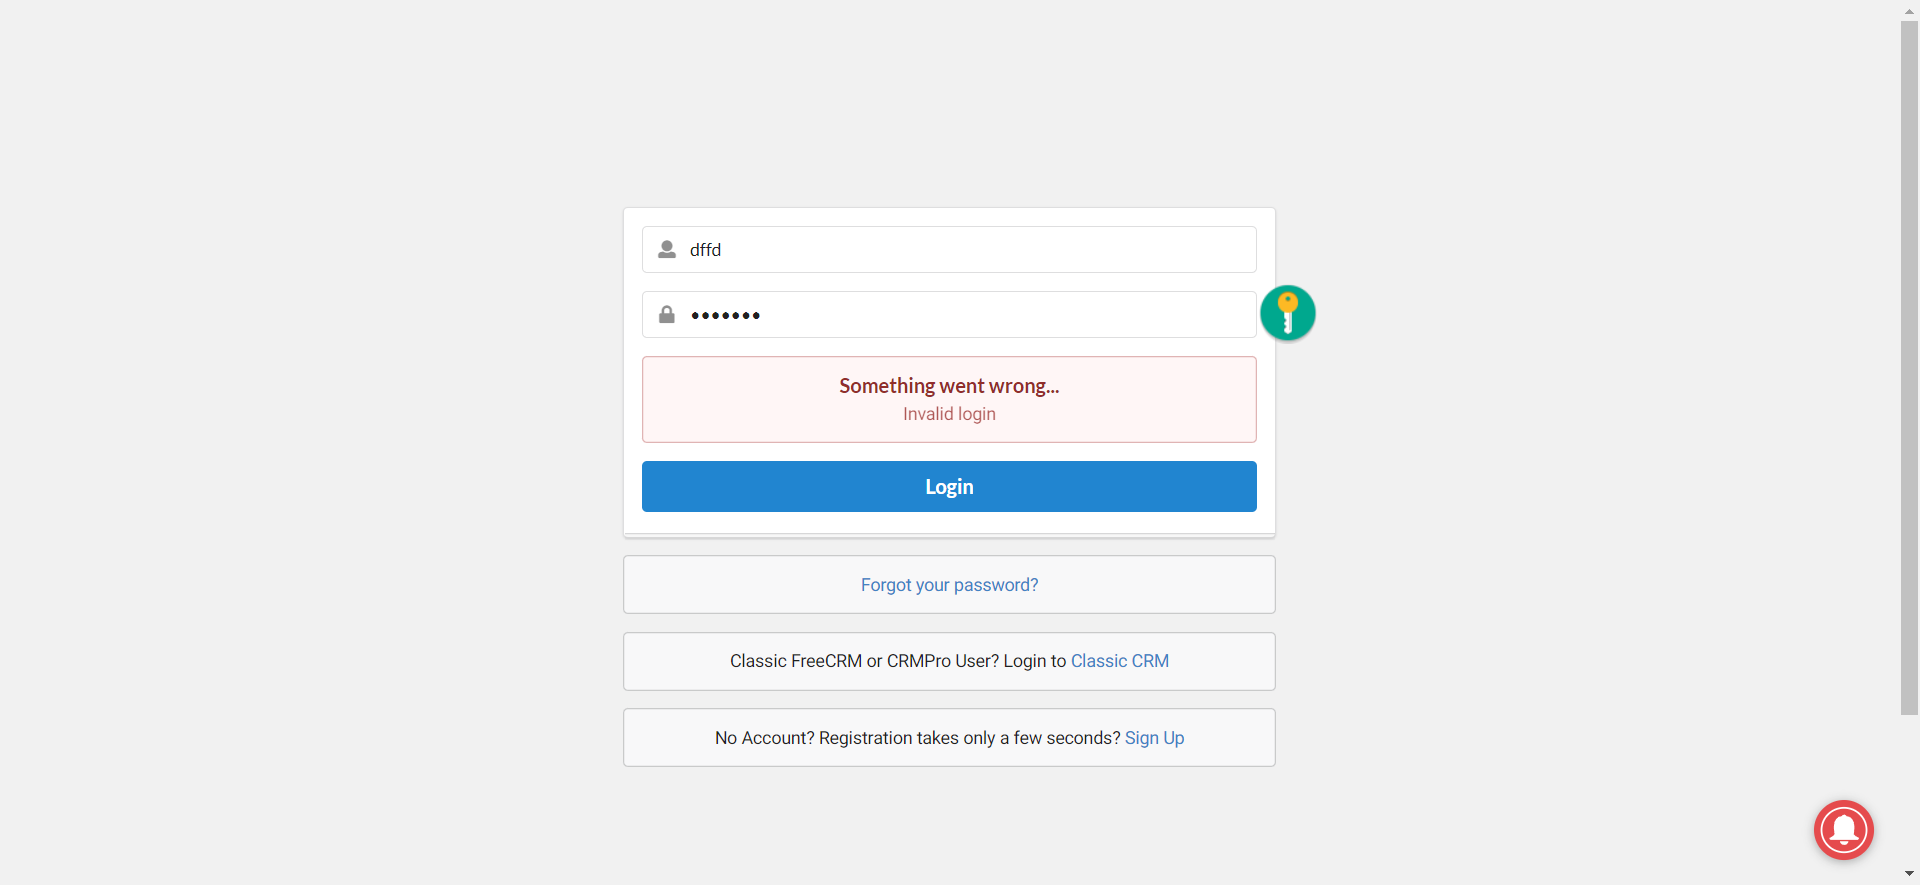 dffd
•••••••
Something went wrong...
Invalid login
Login
Forgot your password?
Classic FreeCRM or CRMPro User? Login to Classic CRM
No Account? Registration takes only a few seconds? Sign Up